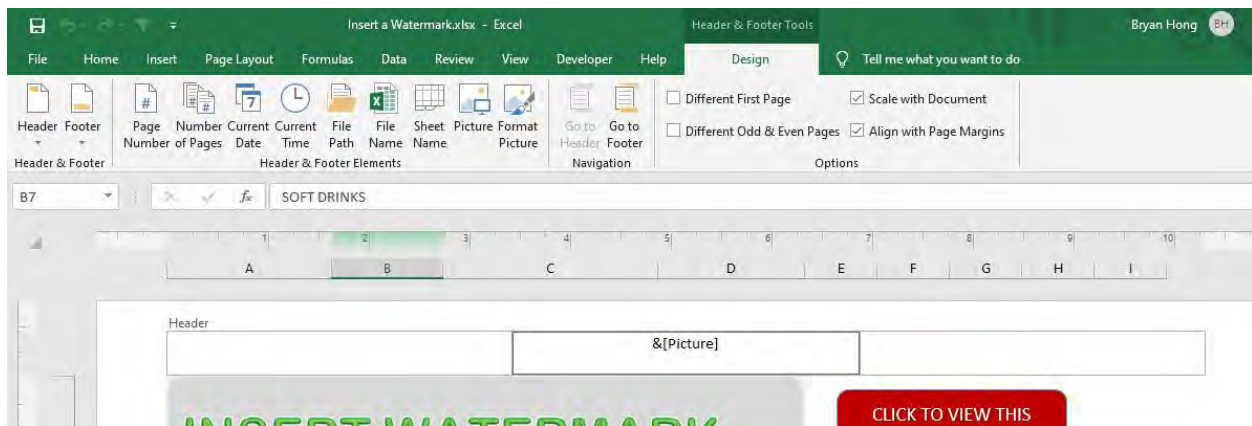 Insert a Watermark.xlsx - Excel
Header & Footer Tools
Bryan Hong BH
File Home Insert Page Layout Formulas Data Review View Developer Help Design Tell me what you want to do
Header Footer
Page Number
Number of Pages
Current Date
Current Time
File Path
File Name
Sheet Name
Picture
Format Picture
Go to Header
Go to Footer
Different First Page
Different Odd & Even Pages
Scale with Document
Align with Page Margins
Header & Footer
Header & Footer Elements
Navigation
Options
B7 fx SOFT DRINKS
1 2 3 4 5 6 7 8 9 10
A B C D E F G H I
Header
&[Picture]
INSERT WATERMARK
CLICK TO VIEW THIS